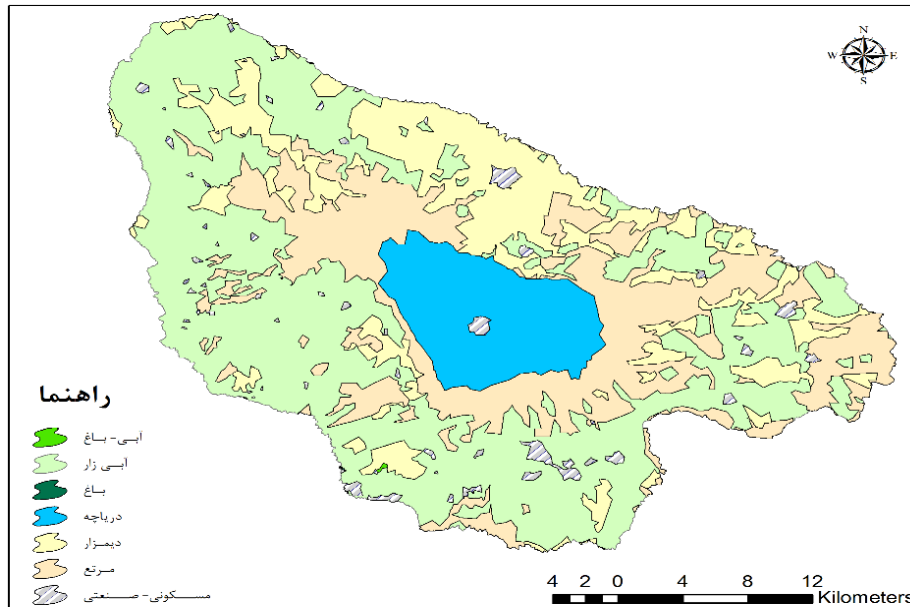 N
W E
S
راهنما
آبی- باغ
آبی زار
باغ
دریاچه
دیمزار
مرتع
مسکونی- صنعتی
4 2 0 4 8 12
Kilometers